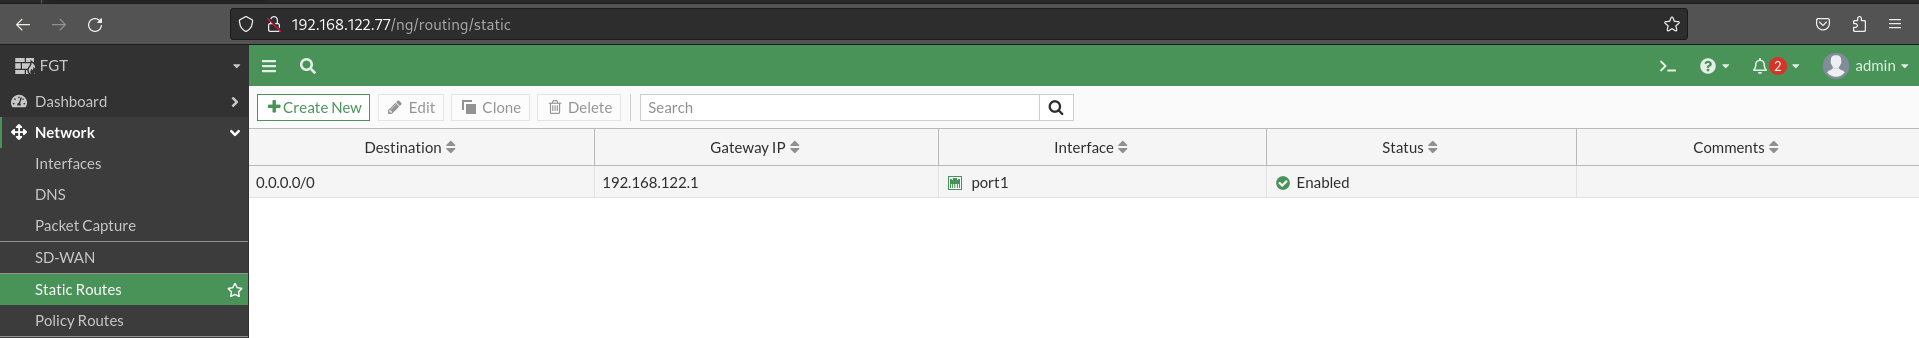 192.168.122.77/ng/routing/static
FGT
2
admin
Dashboard
Network
Interfaces
DNS
Packet Capture
SD-WAN
Static Routes
Policy Routes
Create New Edit Clone Delete Search
Destination Gateway IP Interface Status Comments
0.0.0.0/0 192.168.122.1 port1 Enabled